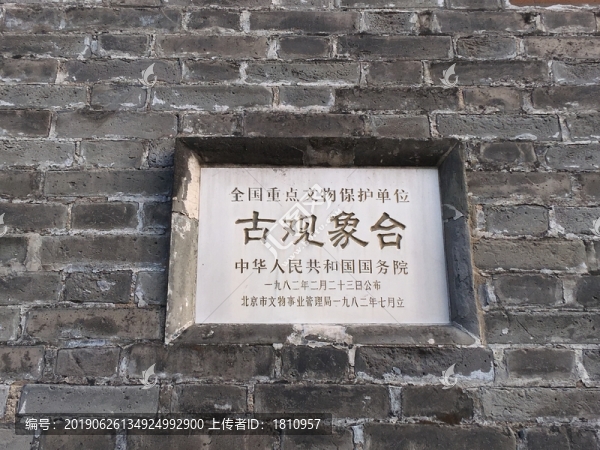 全国重点文物保护单位
古观象台
中华人民共和国国务院
一九八二年二月二十三日公布
北京市文物事业管理局一九八二年七月立
编号:20190626134924992900 上传者ID:1810957